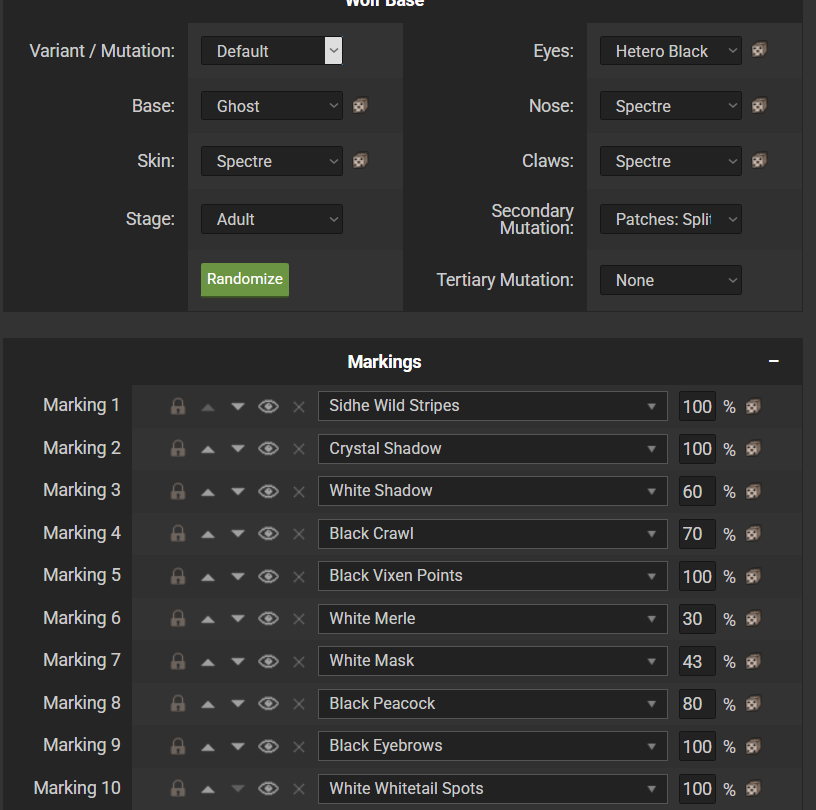 Wolf Base
Variant / Mutation: Default Eyes: Hetero Black
Base: Ghost Nose: Spectre
Skin: Spectre Claws: Spectre
Stage: Adult Secondary Mutation: Patches: Split
Randomize Tertiary Mutation: None
Markings −
Marking 1 Sidhe Wild Stripes 100 %
Marking 2 Crystal Shadow 100 %
Marking 3 White Shadow 60 %
Marking 4 Black Crawl 70 %
Marking 5 Black Vixen Points 100 %
Marking 6 White Merle 30 %
Marking 7 White Mask 43 %
Marking 8 Black Peacock 80 %
Marking 9 Black Eyebrows 100 %
Marking 10 White Whitetail Spots 100 %